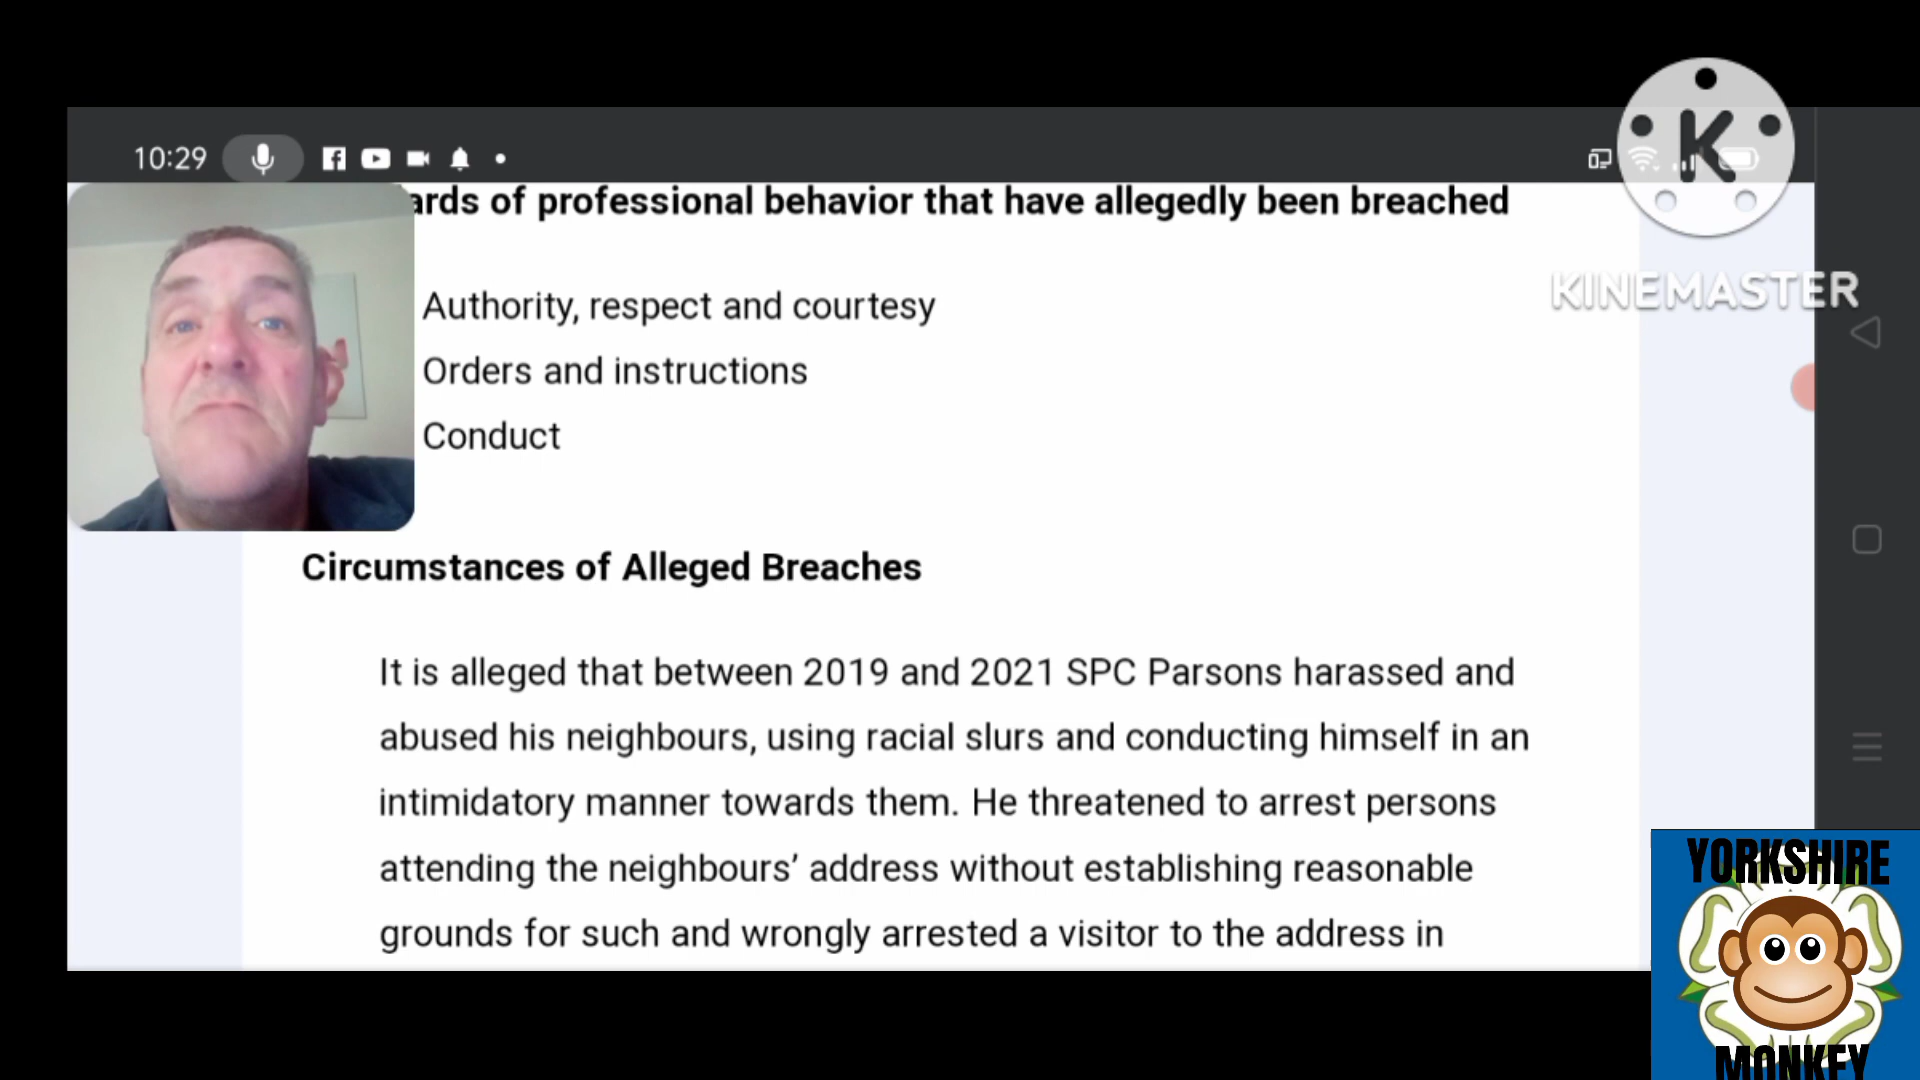 10:29
K
KINEMASTER
ards of professional behavior that have allegedly been breached
Authority, respect and courtesy
Orders and instructions
Conduct
Circumstances of Alleged Breaches
It is alleged that between 2019 and 2021 SPC Parsons harassed and
abused his neighbours, using racial slurs and conducting himself in an
intimidatory manner towards them. He threatened to arrest persons
attending the neighbours’ address without establishing reasonable
grounds for such and wrongly arrested a visitor to the address in
YORKSHIRE
MONKEY